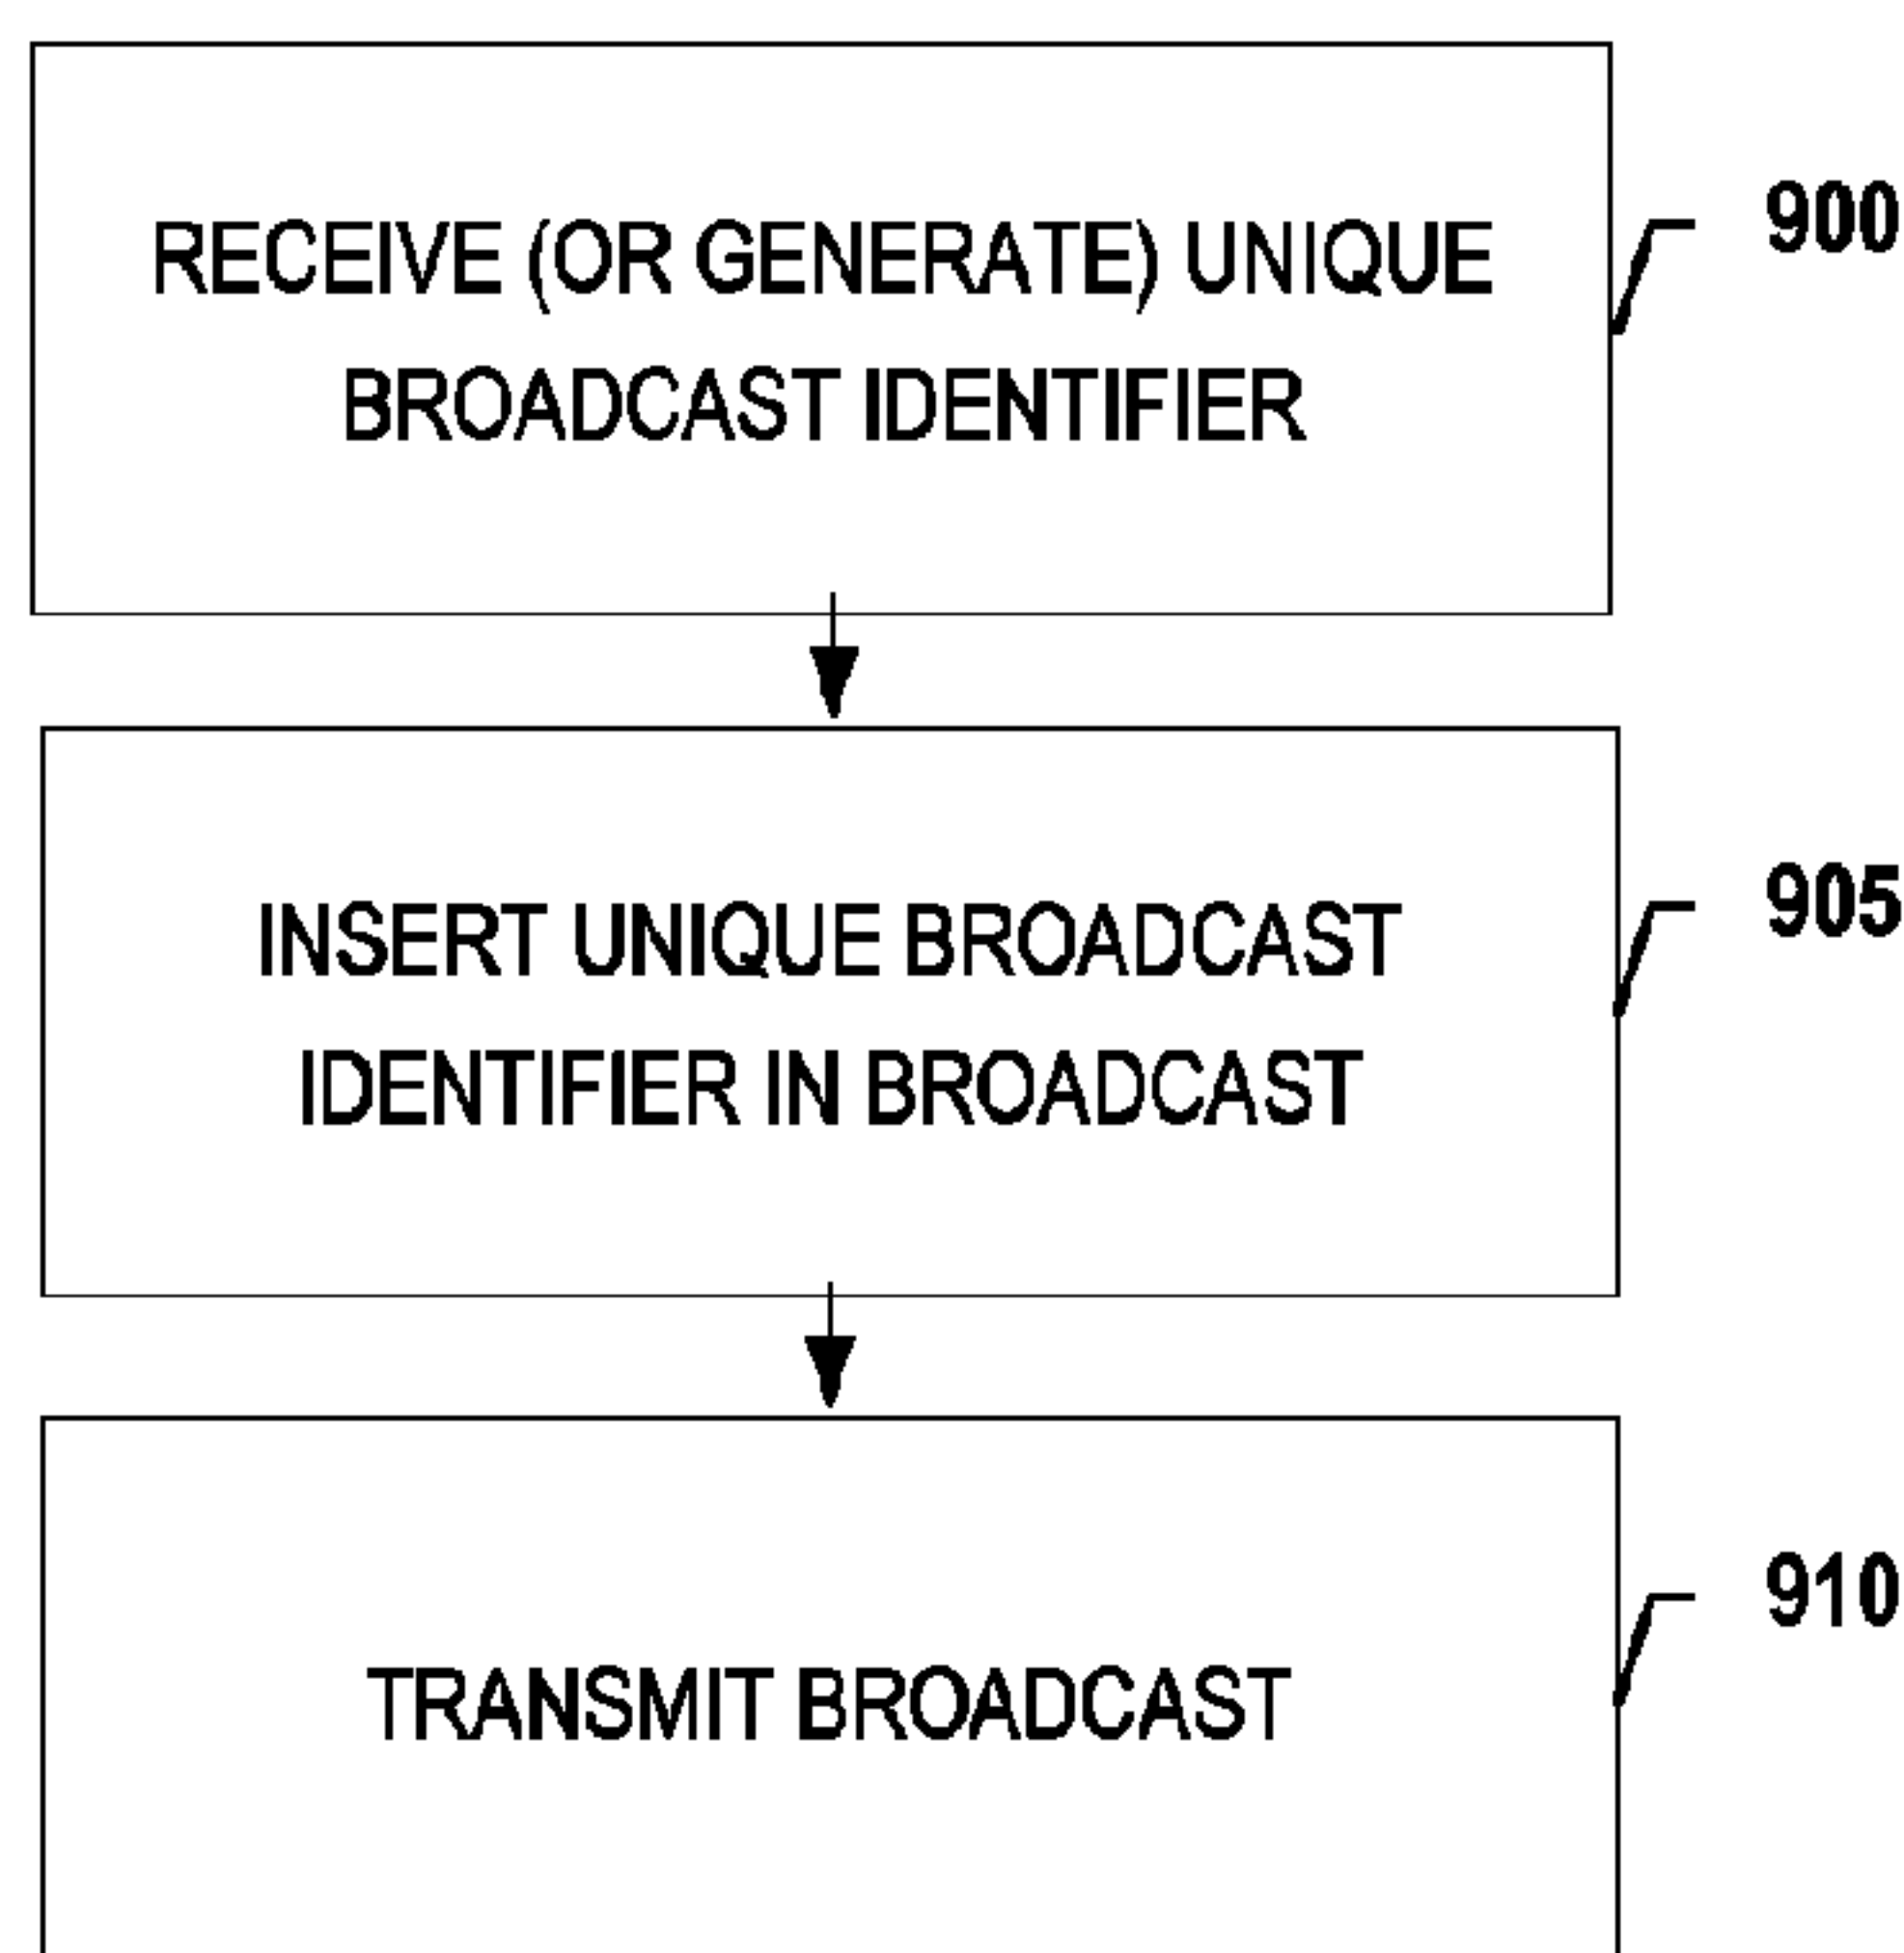 RECEIVE (OR GENERATE) UNIQUE
BROADCAST IDENTIFIER
900
INSERT UNIQUE BROADCAST
IDENTIFIER IN BROADCAST
905
TRANSMIT BROADCAST
910